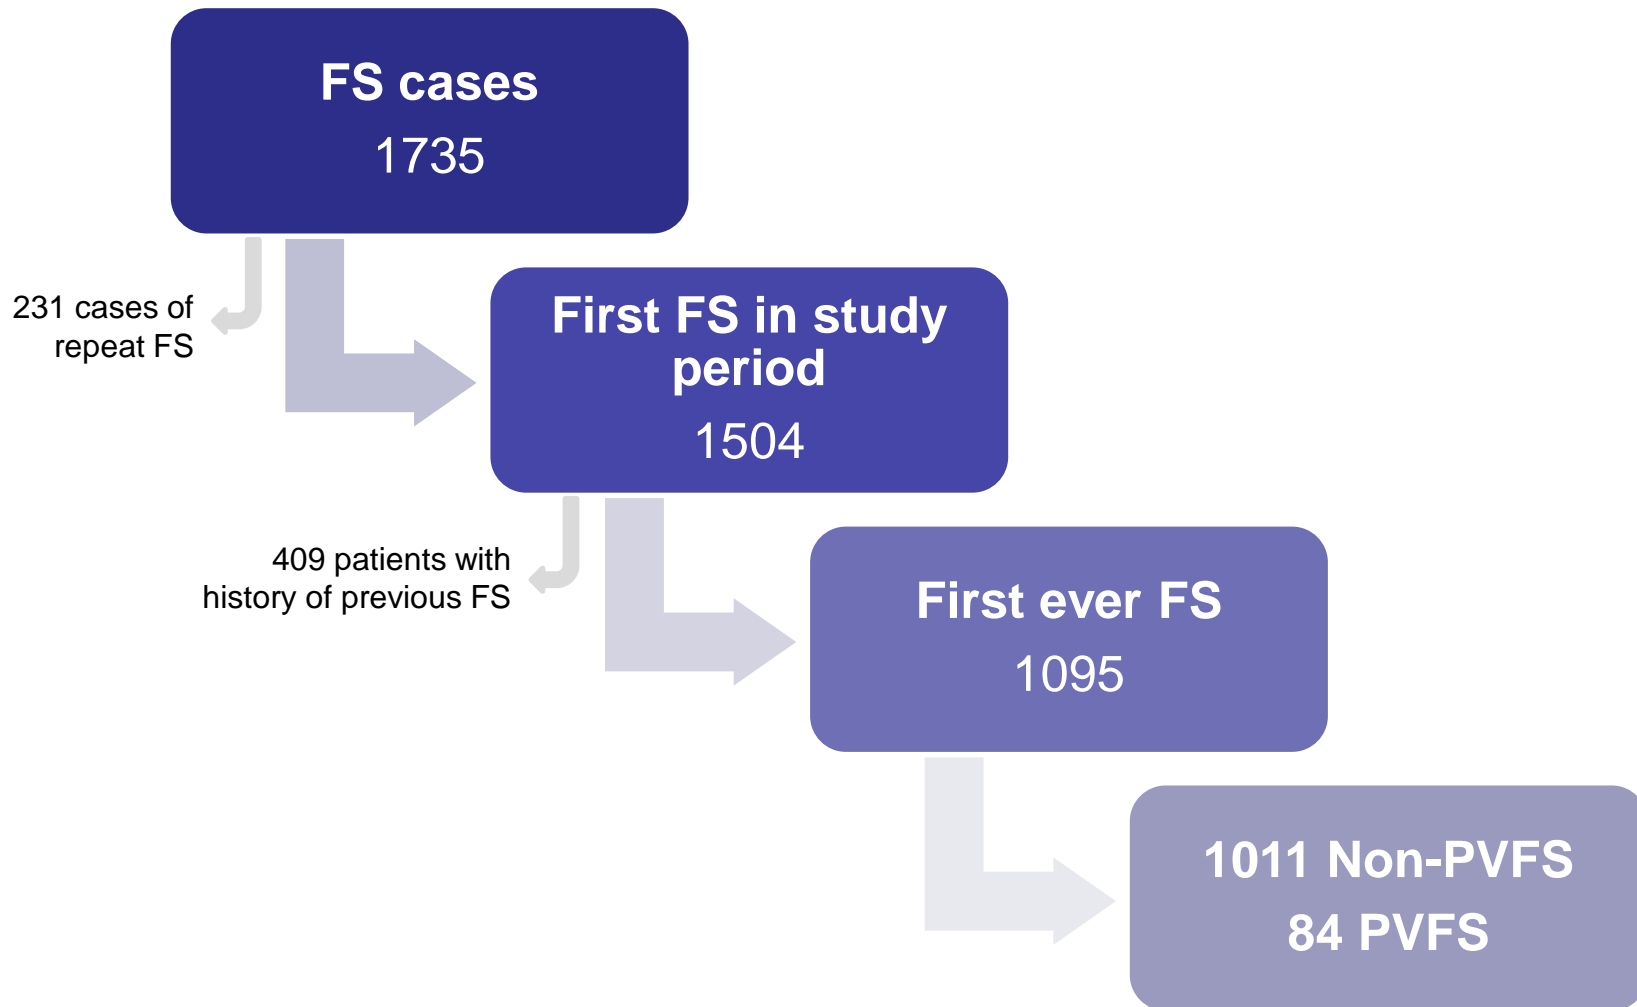 FS cases
1735
231 cases of
repeat FS
First FS in study
period
1504
409 patients with
history of previous FS
First ever FS
1095
1011 Non-PVFS
84 PVFS